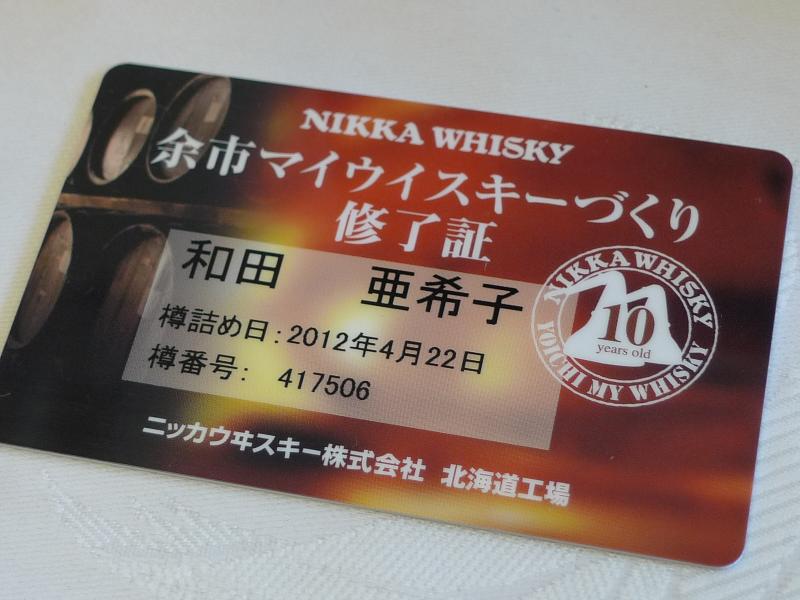 NIKKA WHISKY
余市マイウイスキーづくり
修了証
和田 亜希子
樽詰め日:2012年4月22日
樽番号: 417506
NIKKA WHISKY
10
years old
YOICHI MY WHISKY
ニッカウヰスキー株式会社 北海道工場